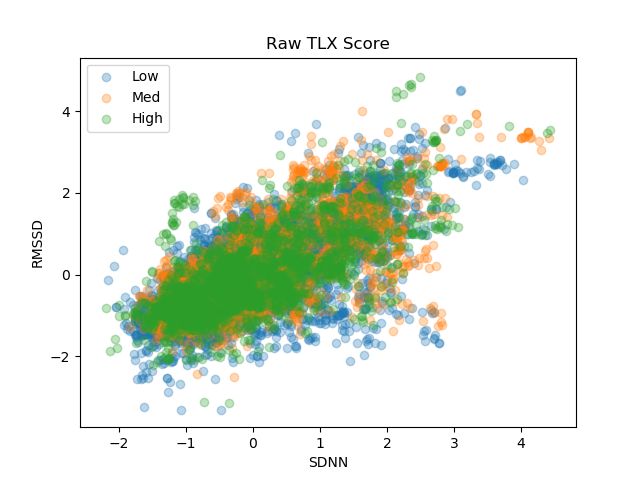 Raw TLX Score
Low
Med
High
RMSSD
4
2
0
−2
−2 −1 0 1 2 3 4
SDNN